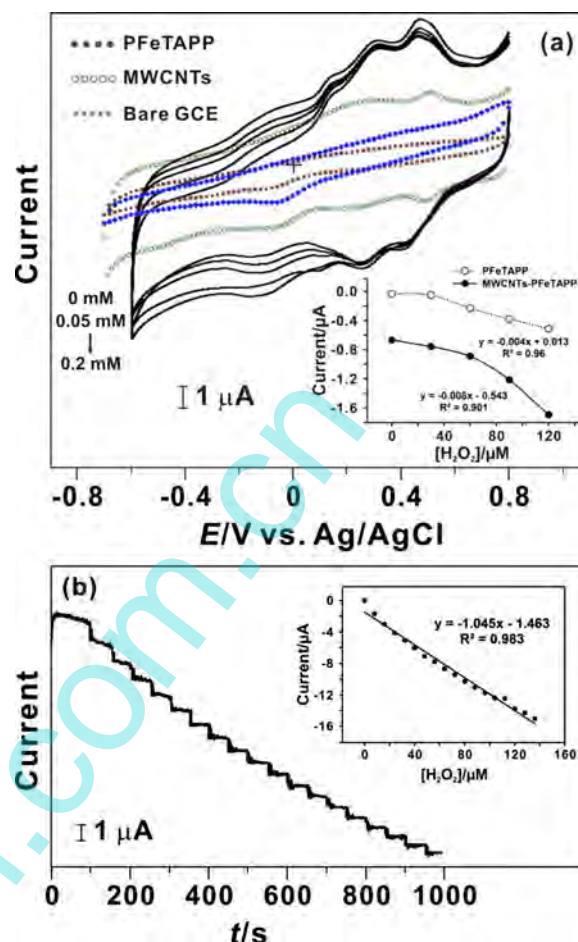 (a)
PFeTAPP
MWCNTs
Bare GCE
Current
0 mM
0.05 mM
0.2 mM
1 μA
PFeTAPP
MWCNTs-PFeTAPP
Current/μA
0.0
-0.4
-0.8
-1.2
-1.6
y = -0.004x + 0.013
R² = 0.96
y = -0.008x - 0.543
R² = 0.901
0 40 80 120
[H₂O₂]/μM
-0.8 -0.4 0 0.4 0.8
E/V vs. Ag/AgCl
(b)
Current
1 μA
Current/μA
0
-4
-8
-12
-16
y = -1.045x - 1.463
R² = 0.983
0 40 80 120 160
[H₂O₂]/μM
0 200 400 600 800 1000
t/s
.com.cn